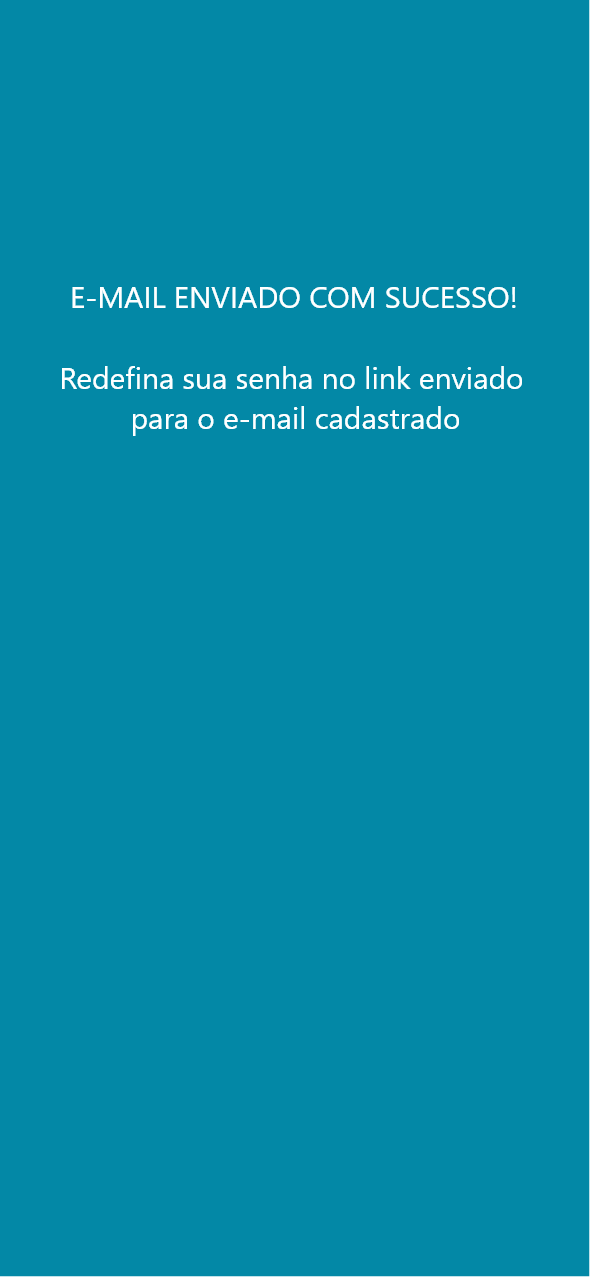 E-MAIL ENVIADO COM SUCESSO!
Redefina sua senha no link enviado
para o e-mail cadastrado